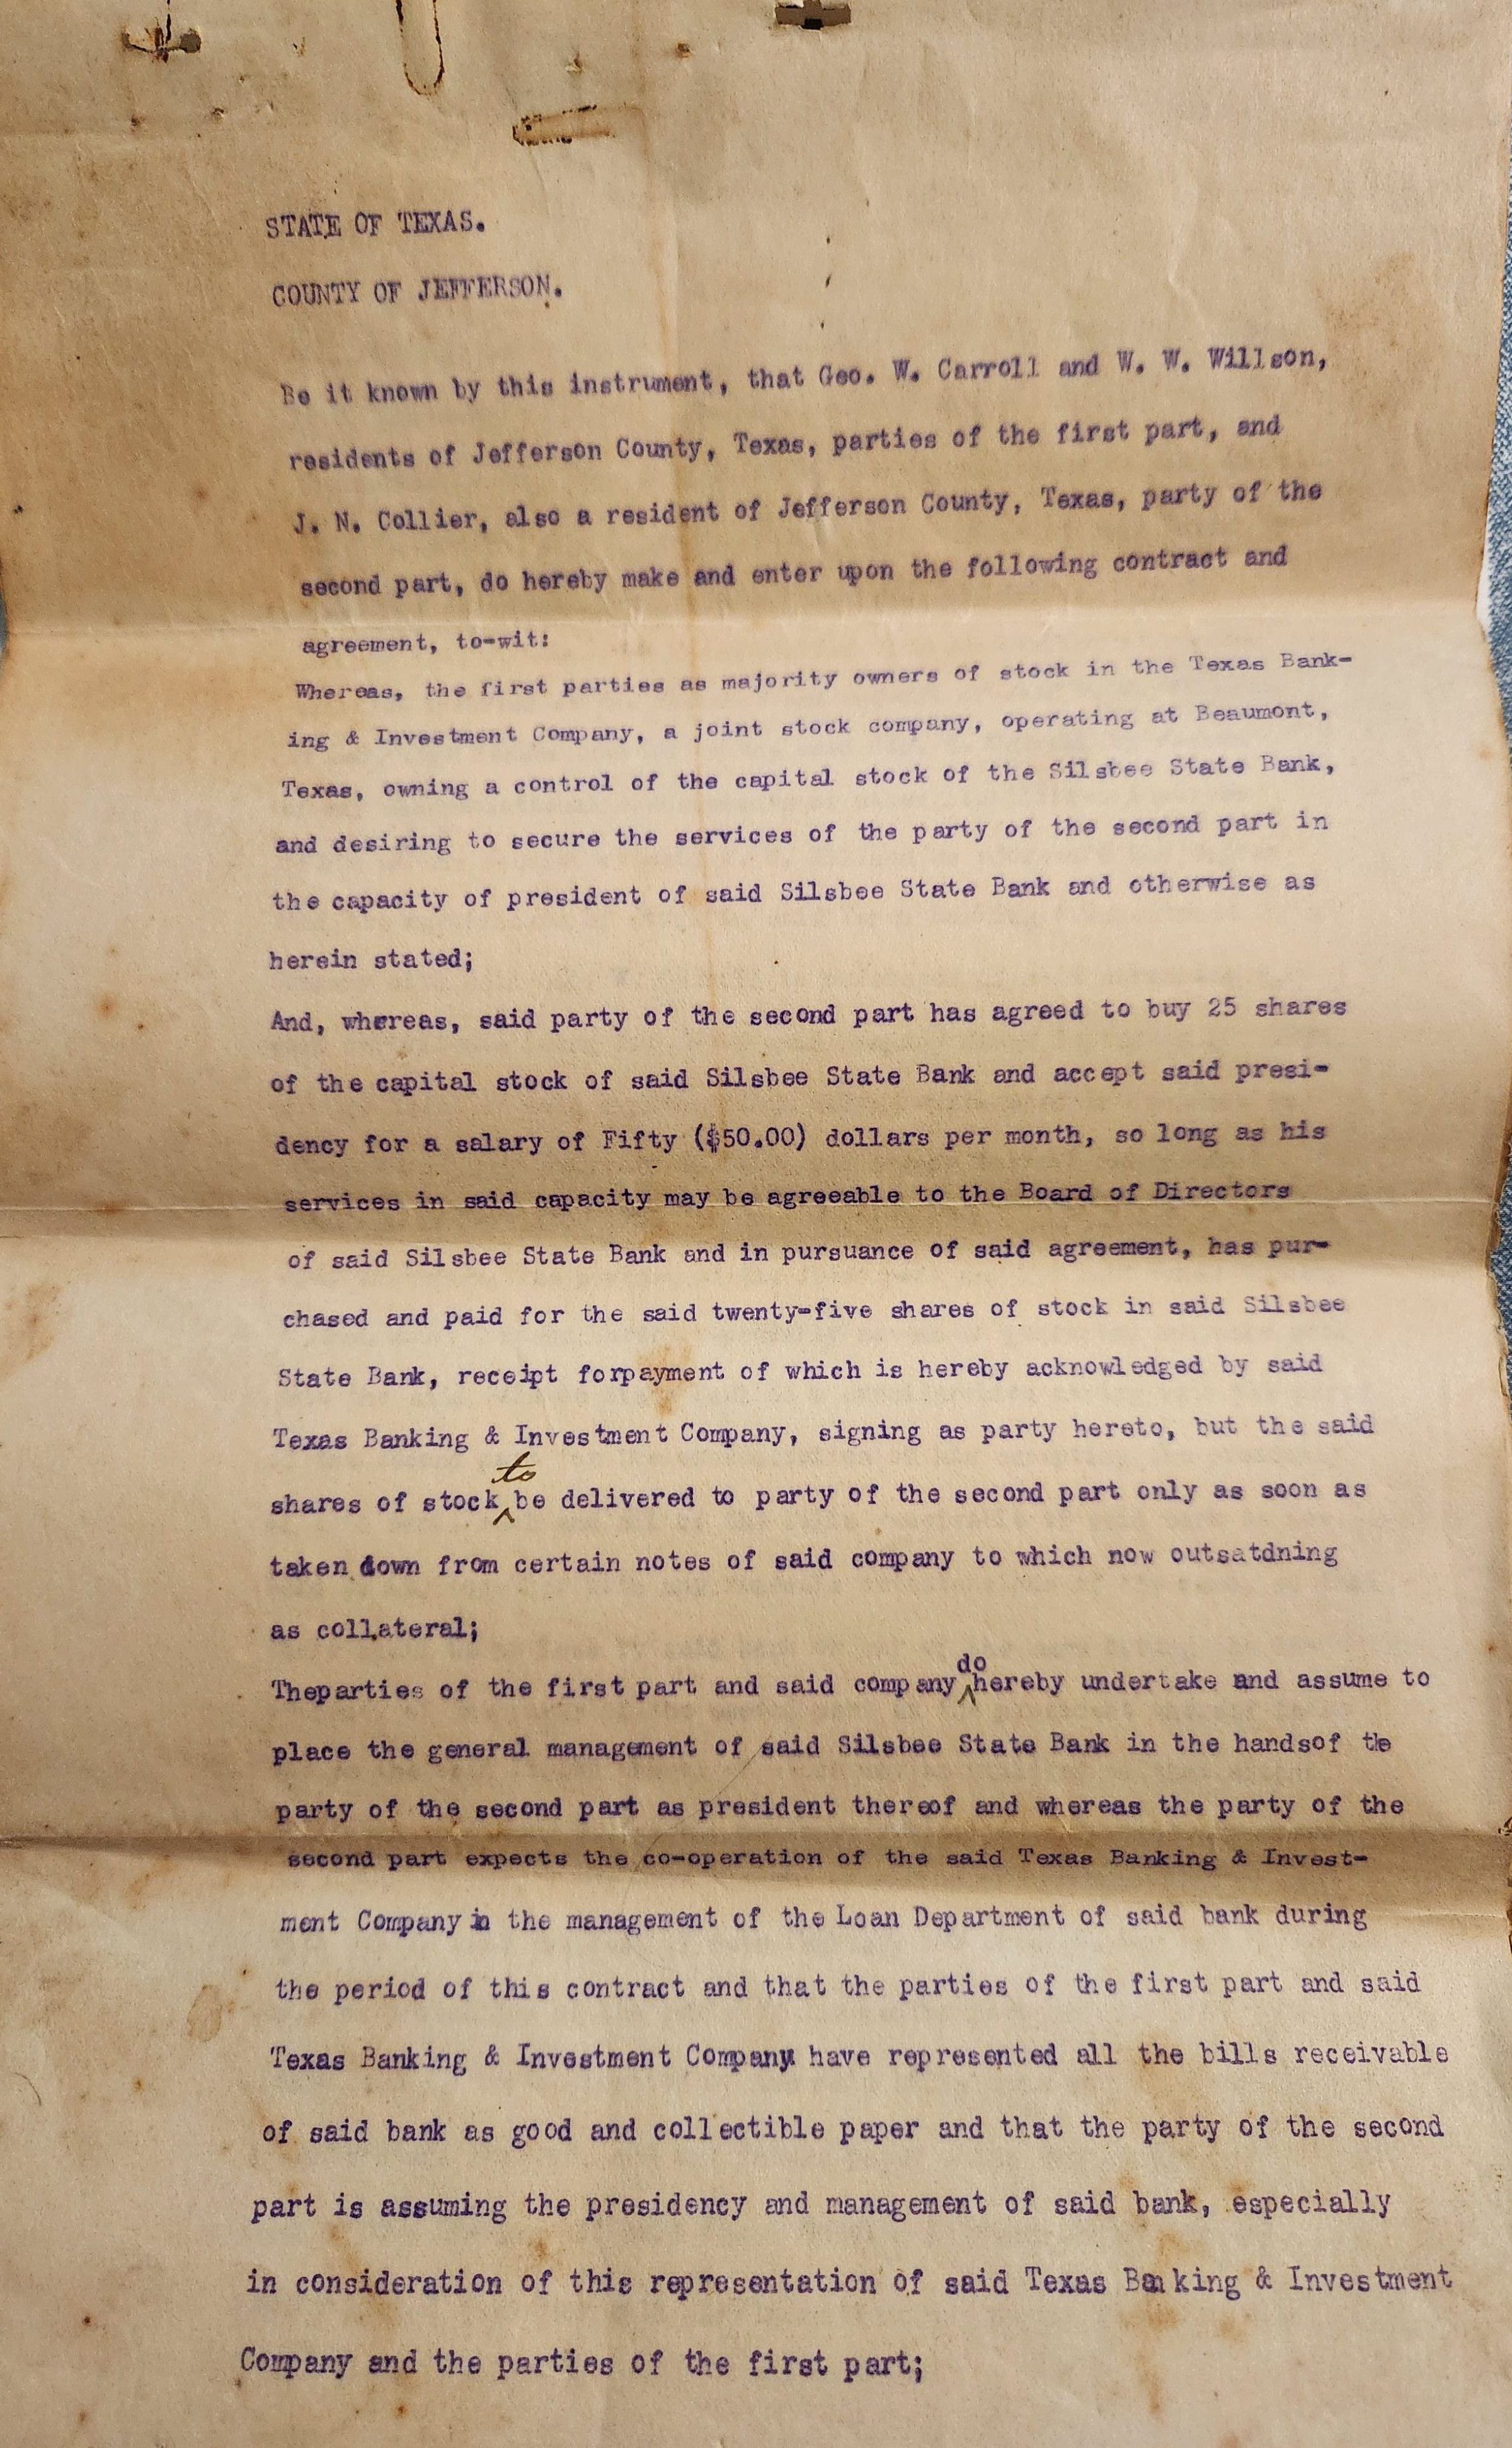 STATE OF TEXAS.
COUNTY OF JEFFERSON.
Be it known by this instrument, that Geo. W. Carroll and W. W. Willson,
residents of Jefferson County, Texas, parties of the first part, and
J. N. Collier, also a resident of Jefferson County, Texas, party of the
second part, do hereby make and enter upon the following contract and
agreement, to-wit:
Whereas, the first parties as majority owners of stock in the Texas Bank-
ing & Investment Company, a joint stock company, operating at Beaumont,
Texas, owning a control of the capital stock of the Silsbee State Bank,
and desiring to secure the services of the party of the second part in
the capacity of president of said Silsbee State Bank and otherwise as
herein stated;
And, whereas, said party of the second part has agreed to buy 25 shares
of the capital stock of said Silsbee State Bank and accept said presi-
dency for a salary of Fifty ($50.00) dollars per month, so long as his
services in said capacity may be agreeable to the Board of Directors
of said Silsbee State Bank and in pursuance of said agreement, has pur-
chased and paid for the said twenty-five shares of stock in said Silsbee
State Bank, receipt forpayment of which is hereby acknowledged by said
Texas Banking & Investment Company, signing as party hereto, but the said
shares of stock to be delivered to party of the second part only as soon as
taken down from certain notes of said company to which now outsatdning
as collateral;
Theparties of the first part and said company do hereby undertake and assume to
place the general management of said Silsbee State Bank in the handsof the
party of the second part as president thereof and whereas the party of the
second part expects the co-operation of the said Texas Banking & Invest-
ment Company in the management of the Loan Department of said bank during
the period of this contract and that the parties of the first part and said
Texas Banking & Investment Company have represented all the bills receivable
of said bank as good and collectible paper and that the party of the second
part is assuming the presidency and management of said bank, especially
in consideration of this representation of said Texas Banking & Investment
Company and the parties of the first part;